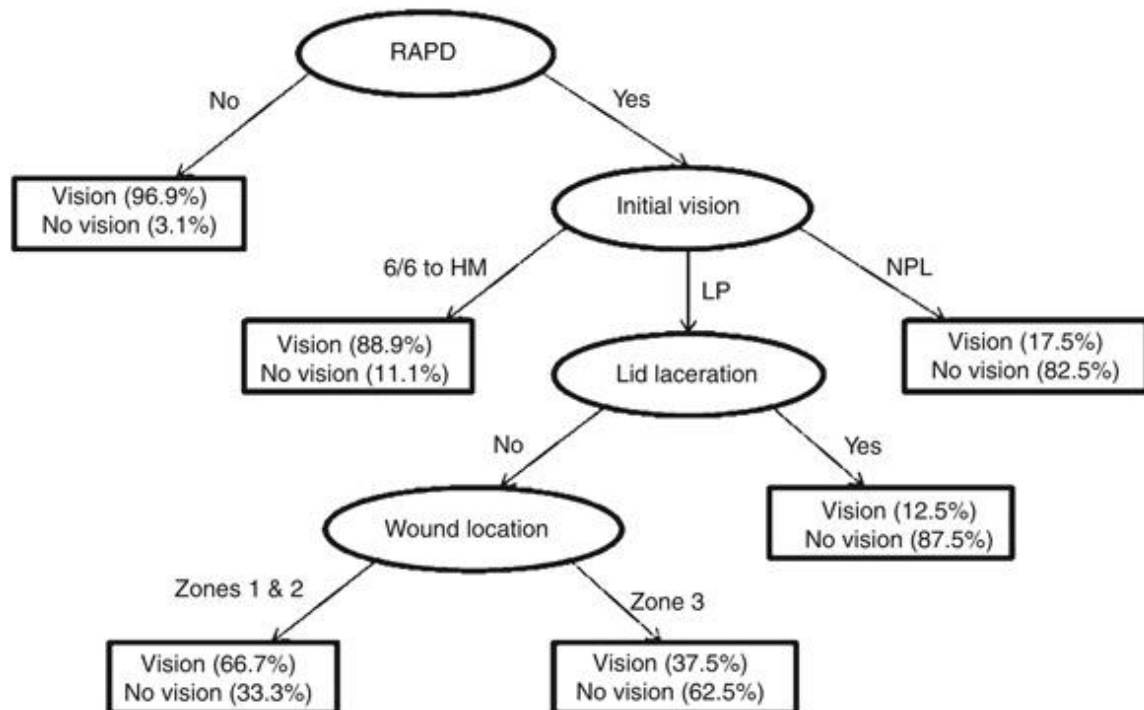 RAPD
No
Yes
Vision (96.9%)
No vision (3.1%)
Initial vision
6/6 to HM
LP
NPL
Vision (88.9%)
No vision (11.1%)
Lid laceration
Vision (17.5%)
No vision (82.5%)
No
Yes
Wound location
Vision (12.5%)
No vision (87.5%)
Zones 1 & 2
Zone 3
Vision (66.7%)
No vision (33.3%)
Vision (37.5%)
No vision (62.5%)